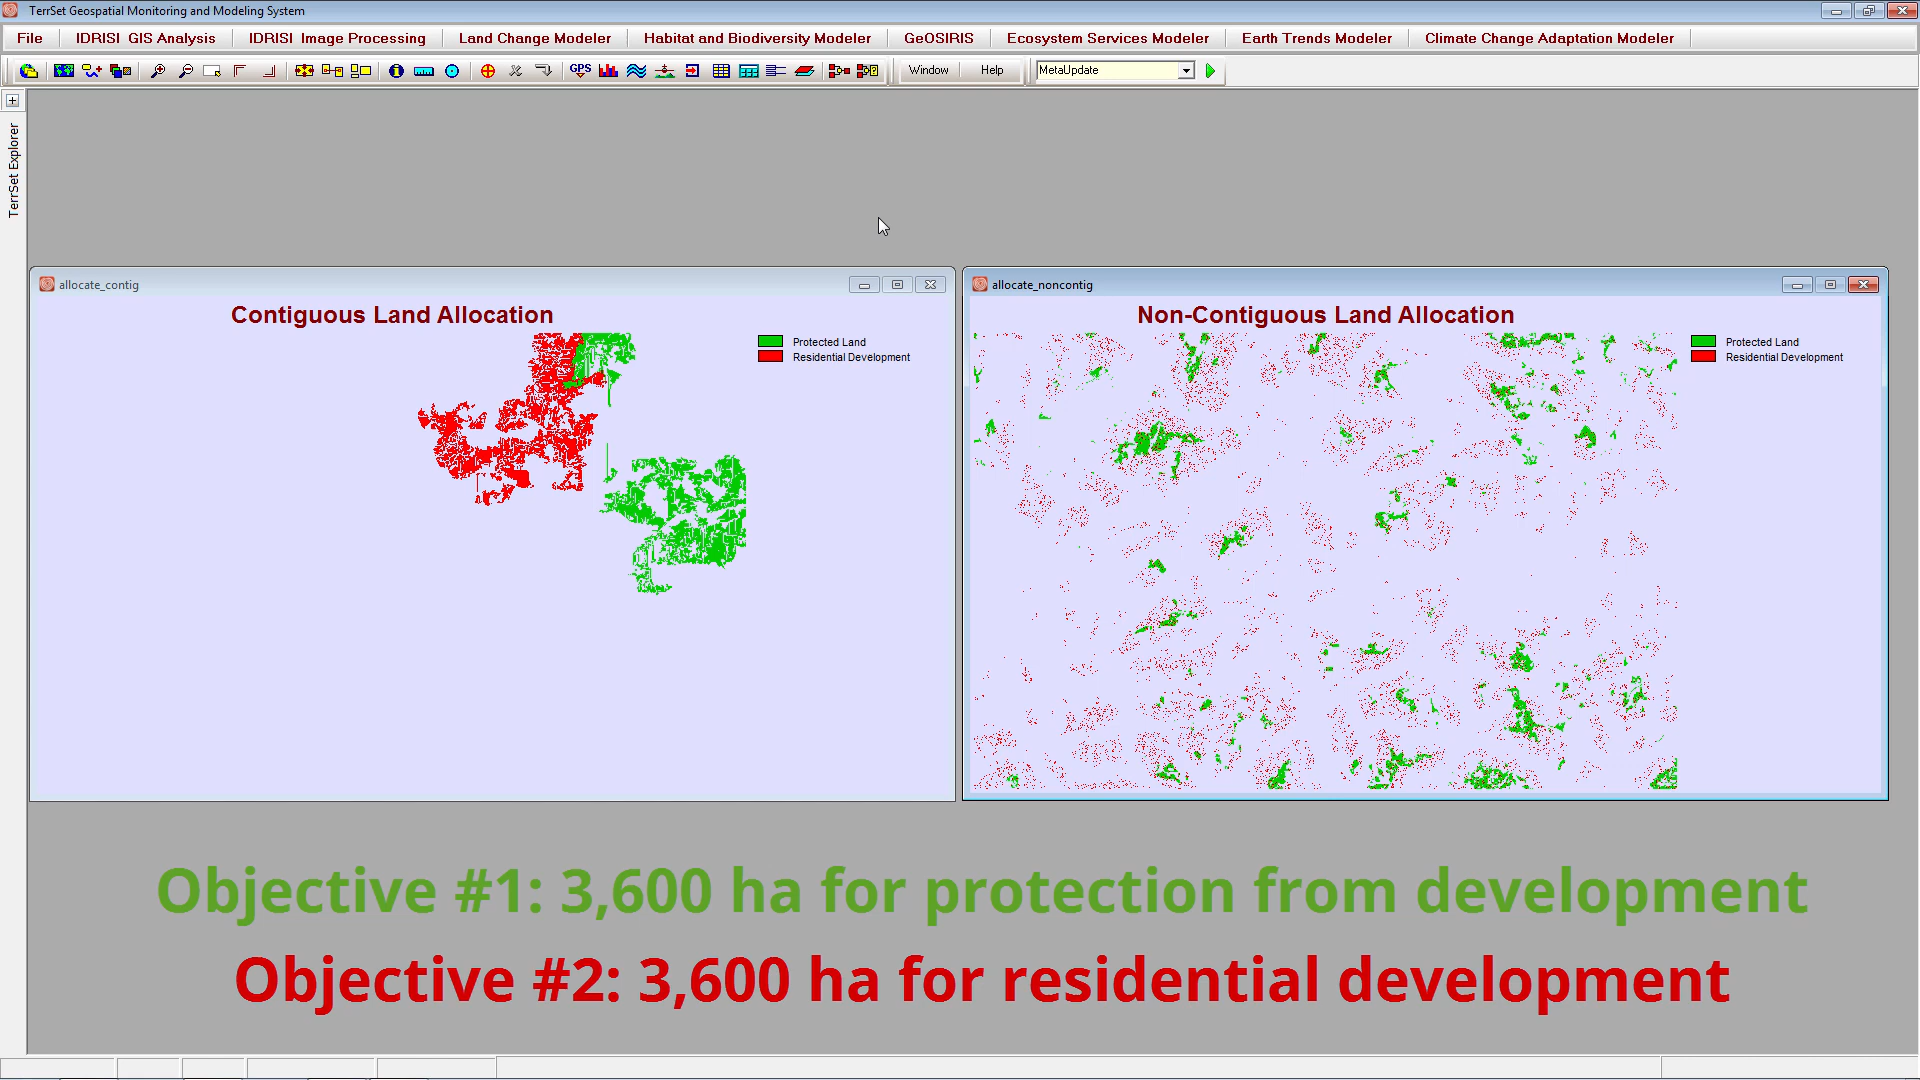 TerrSet Geospatial Monitoring and Modeling System
File IDRISI GIS Analysis IDRISI Image Processing Land Change Modeler Habitat and Biodiversity Modeler GeOSIRIS Ecosystem Services Modeler Earth Trends Modeler Climate Change Adaptation Modeler
GPS Window Help MetaUpdate
TerrSet Explorer
allocate_contig
Contiguous Land Allocation
Protected Land
Residential Development
allocate_noncontig
Non-Contiguous Land Allocation
Protected Land
Residential Development
Objective #1: 3,600 ha for protection from development
Objective #2: 3,600 ha for residential development